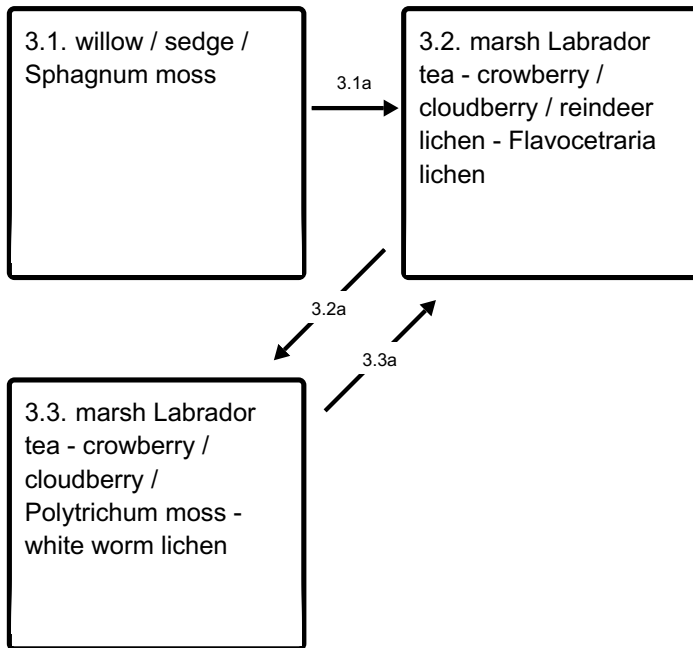 3.1. willow / sedge /
Sphagnum moss
3.1a
3.2. marsh Labrador
tea - crowberry /
cloudberry / reindeer
lichen - Flavocetraria
lichen
3.2a
3.3a
3.3. marsh Labrador
tea - crowberry /
cloudberry /
Polytrichum moss -
white worm lichen